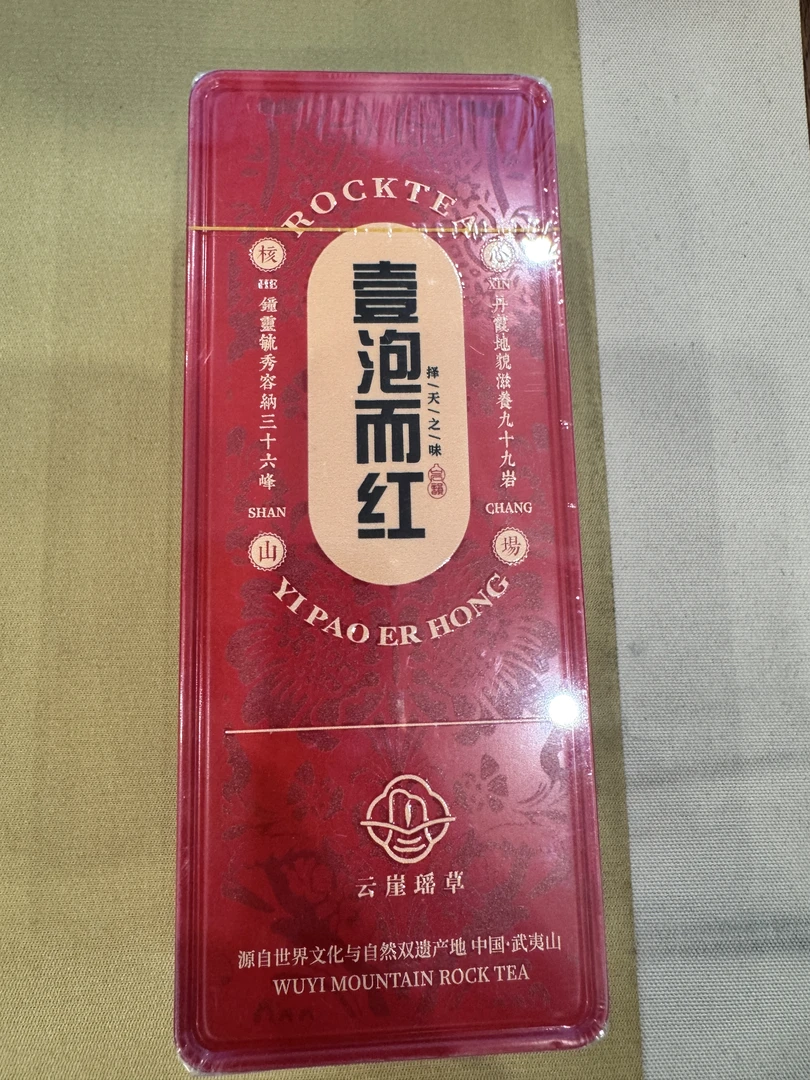 ROCKTEA
核
HE
鐘靈毓秀容納三十六峰
SHAN
山
壹泡而红
择/天/之/味
心
XIN
丹霞地貌滋養九十九岩
CHANG
場
YI PAO ER HONG
云崖瑶草
源自世界文化与自然双遗产地 中国·武夷山
WUYI MOUNTAIN ROCK TEA